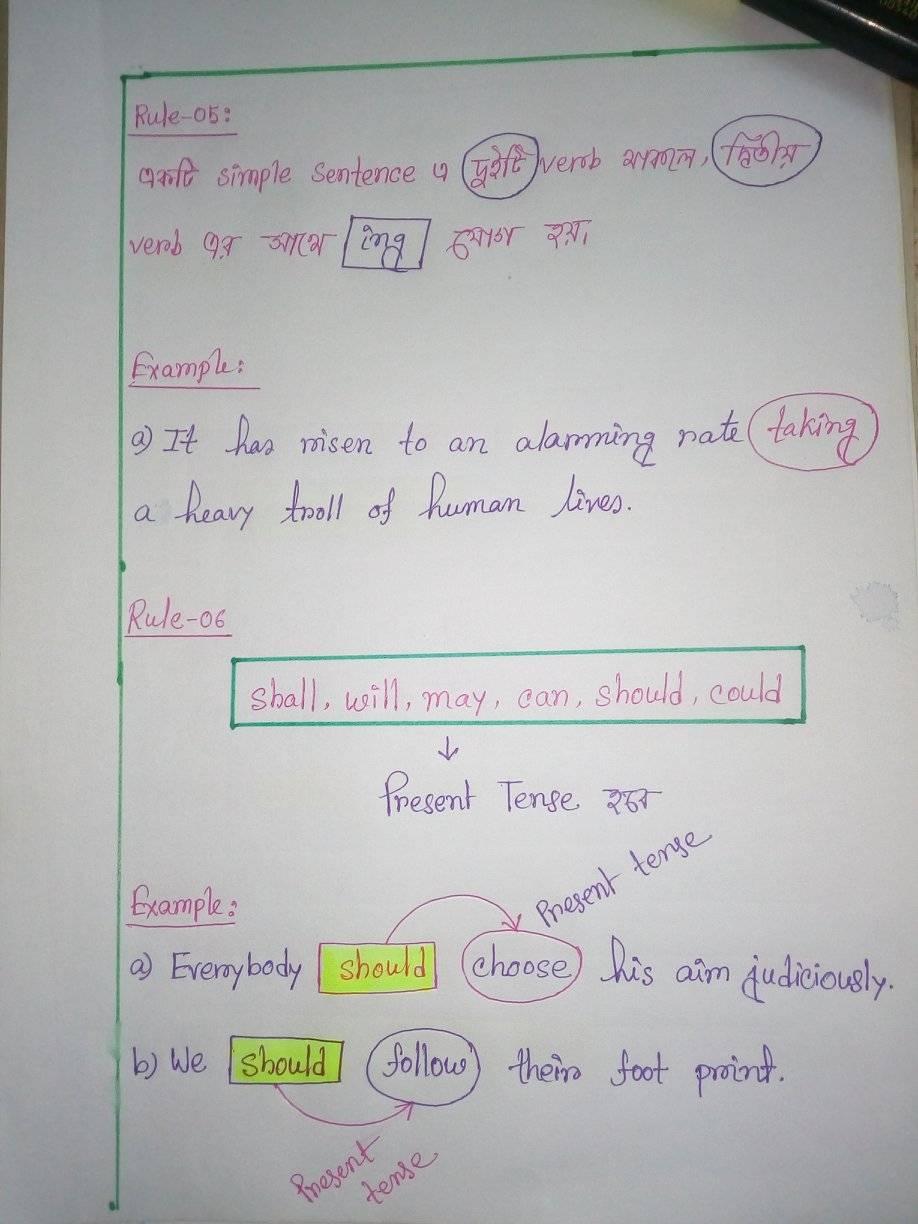 Rule-05:
একটি simple sentence এ দুইটি verb থাকলে, দ্বিতীয়
verb এর সাথে ing যোগ হয়।
Example:
a) It has risen to an alarming rate taking
a heavy troll of human lives.
Rule-06
shall, will, may, can, should, could
↓
Present Tense হবে
Example:
Present tense
a) Everybody should choose his aim judiciously.
b) We should follow their foot print.
Present
tense